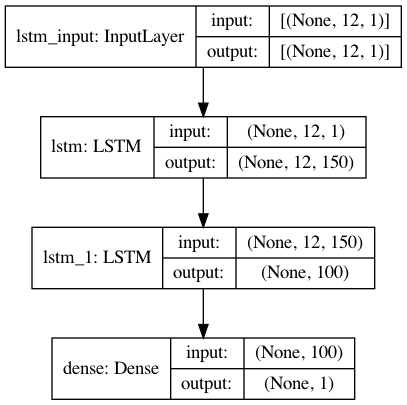 lstm_input: InputLayer
input: [(None, 12, 1)]
output: [(None, 12, 1)]
lstm: LSTM
input: (None, 12, 1)
output: (None, 12, 150)
lstm_1: LSTM
input: (None, 12, 150)
output: (None, 100)
dense: Dense
input: (None, 100)
output: (None, 1)